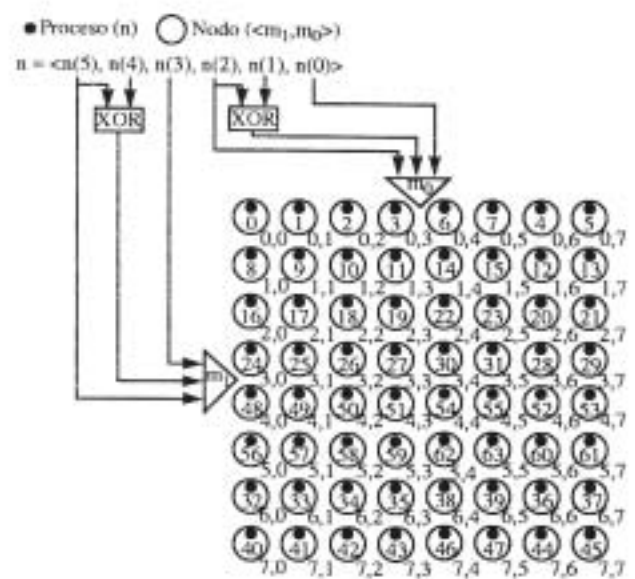 Proceso (n) Nodo (<m1,m0>)
n = <n(5), n(4), n(3), n(2), n(1), n(0)>
XOR XOR
m0
0 1 2 3 6 7 4 5
0,0 0,1 0,2 0,3 0,4 0,5 0,6 0,7
8 9 10 11 14 15 12 13
1,0 1,1 1,2 1,3 1,4 1,5 1,6 1,7
16 17 18 19 22 23 20 21
2,0 2,1 2,2 2,3 2,4 2,5 2,6 2,7
m1
24 25 26 27 30 31 28 29
3,0 3,1 3,2 3,3 3,4 3,5 3,6 3,7
48 49 50 51 54 55 52 53
4,0 4,1 4,2 4,3 4,4 4,5 4,6 4,7
56 57 58 59 62 63 60 61
5,0 5,1 5,2 5,3 5,4 5,5 5,6 5,7
32 33 34 35 38 39 36 37
6,0 6,1 6,2 6,3 6,4 6,5 6,6 6,7
40 41 42 43 46 47 44 45
7,0 7,1 7,2 7,3 7,4 7,5 7,6 7,7